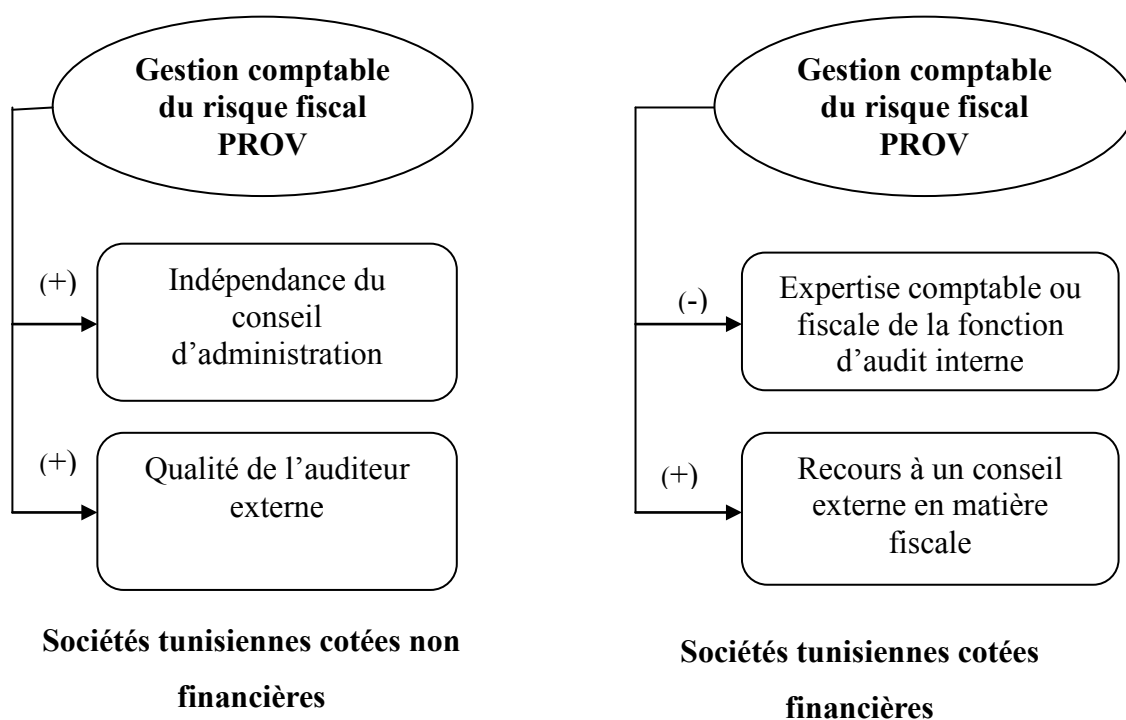 Gestion comptable
du risque fiscal
PROV
(+)
Indépendance du
conseil
d’administration
(+)
Qualité de l’auditeur
externe
Sociétés tunisiennes cotées non
financières
Gestion comptable
du risque fiscal
PROV
(-)
Expertise comptable ou
fiscale de la fonction
d’audit interne
(+)
Recours à un conseil
externe en matière
fiscale
Sociétés tunisiennes cotées
financières